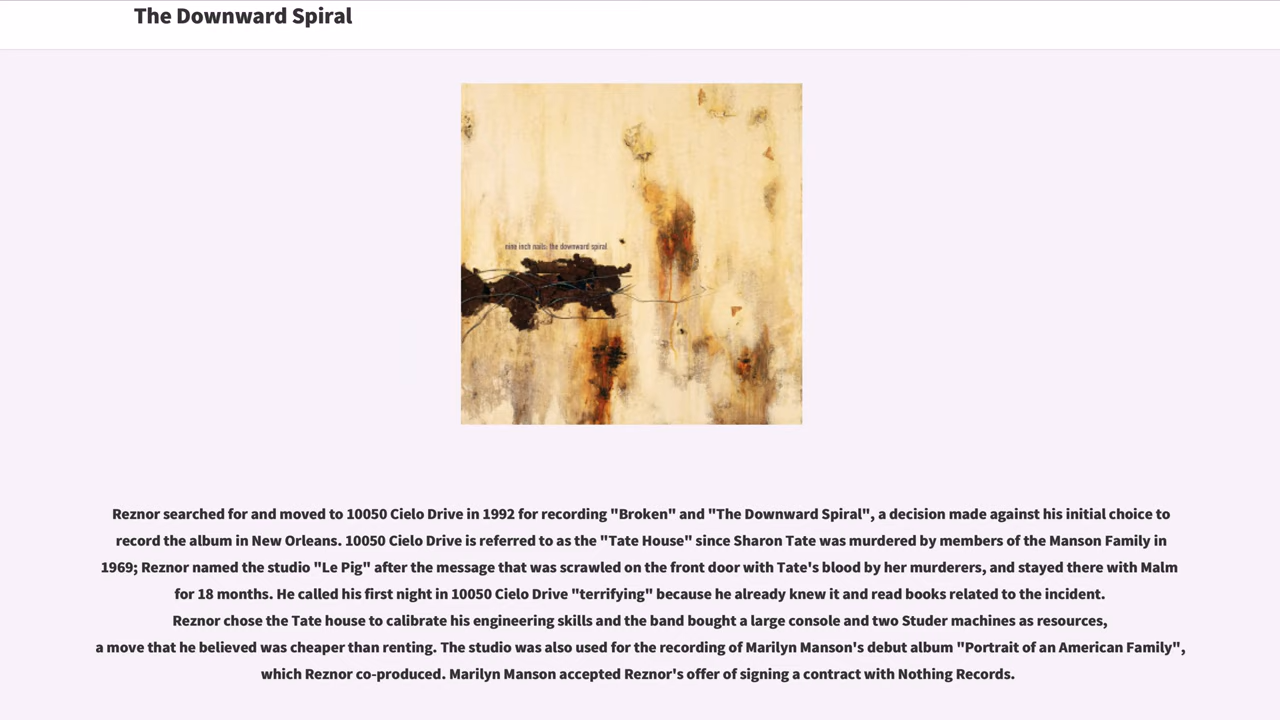 The Downward Spiral
nine inch nails: the downward spiral
Reznor searched for and moved to 10050 Cielo Drive in 1992 for recording "Broken" and "The Downward Spiral", a decision made against his initial choice to
record the album in New Orleans. 10050 Cielo Drive is referred to as the "Tate House" since Sharon Tate was murdered by members of the Manson Family in
1969; Reznor named the studio "Le Pig" after the message that was scrawled on the front door with Tate's blood by her murderers, and stayed there with Malm
for 18 months. He called his first night in 10050 Cielo Drive "terrifying" because he already knew it and read books related to the incident.
Reznor chose the Tate house to calibrate his engineering skills and the band bought a large console and two Studer machines as resources,
a move that he believed was cheaper than renting. The studio was also used for the recording of Marilyn Manson's debut album "Portrait of an American Family",
which Reznor co-produced. Marilyn Manson accepted Reznor's offer of signing a contract with Nothing Records.